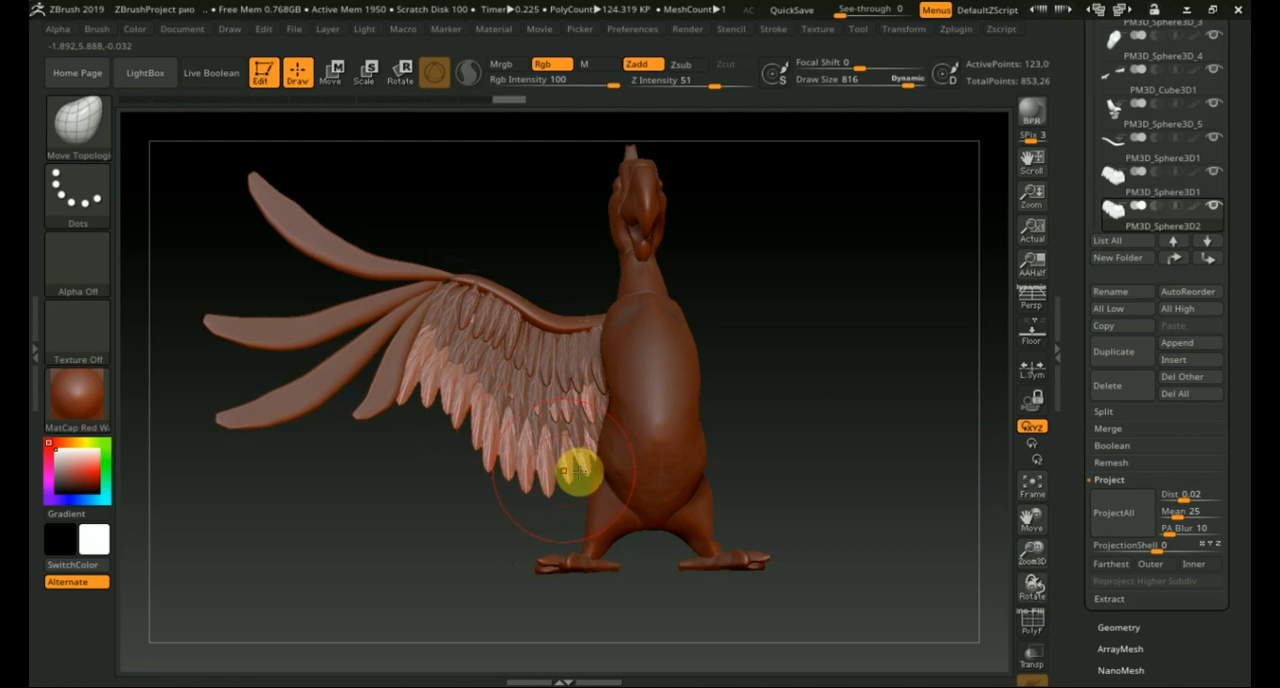 ZBrush 2019 ZBrushProject рио .. • Free Mem 0.768GB • Active Mem 1950 • Scratch Disk 100 • Timer▶0.225 • PolyCount▶124.319 KP • MeshCount▶1 AC QuickSave See-through 0 Menus DefaultZScript
Alpha Brush Color Document Draw Edit File Layer Light Macro Marker Material Movie Picker Preferences Render Stencil Stroke Texture Tool Transform Zplugin Zscript
-1.892,5.888,-0.032
Home Page LightBox Live Boolean Edit Draw Move Scale Rotate
Mrgb Rgb M Zadd Zsub Zcut
Rgb Intensity 100 Z Intensity 51
S Focal Shift 0
Draw Size 816 Dynamic D
ActivePoints: 123,0
TotalPoints: 853,26
Move Topologi
Dots
Alpha Off
Texture Off
MatCap Red Wa
Gradient
SwitchColor
Alternate
BPR
SPix 3
Scroll
Zoom
Actual
AAHalf
Dynamic
Persp
Floor
L.Sym
XYZ
Frame
Move
Zoom3D
Rotate
Line Fill
PolyF
Transp
PM3D_Sphere3D_3
PM3D_Sphere3D_4
PM3D_Cube3D1
PM3D_Sphere3D_5
PM3D_Sphere3D1
PM3D_Sphere3D1
PM3D_Sphere3D2
List All
New Folder
Rename AutoReorder
All Low All High
Copy Paste
Duplicate Append
Insert
Delete Del Other
Del All
Split
Merge
Boolean
Remesh
Project
ProjectAll Dist 0.02
Mean 25
PA Blur 10
ProjectionShell 0 X Y Z
Farthest Outer Inner
Reproject Higher Subdiv
Extract
Geometry
ArrayMesh
NanoMesh